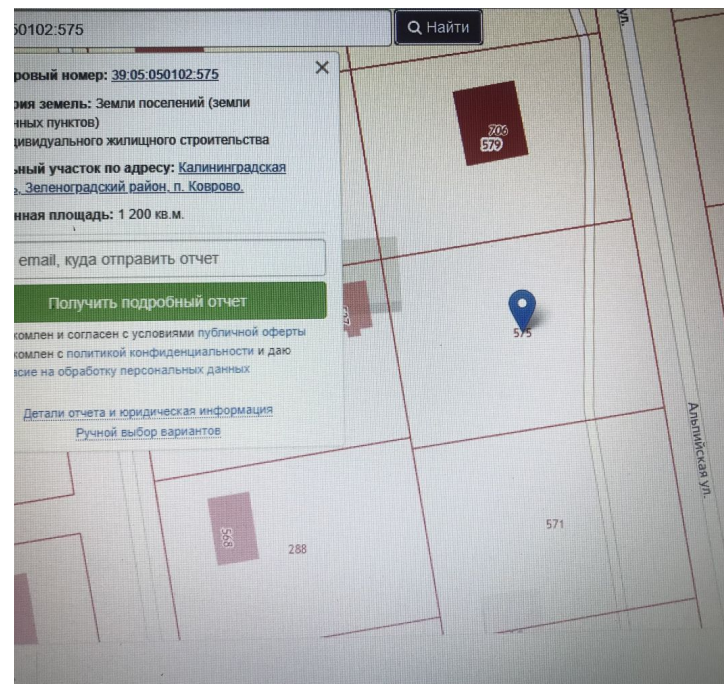 50102:575
Найти
ул.
ровый номер: 39:05:050102:575
рия земель: Земли поселений (земли
нных пунктов)
дивидуального жилищного строительства
ьный участок по адресу: Калининградская
ь, Зеленоградский район, п. Коврово.
нная площадь: 1 200 кв.м.
email, куда отправить отчет
Получить подробный отчет
комлен и согласен с условиями публичной оферты
комлен с политикой конфиденциальности и даю
асие на обработку персональных данных
Детали отчета и юридическая информация
Ручной выбор вариантов
706
579
575
Альпийская ул.
568
288
571